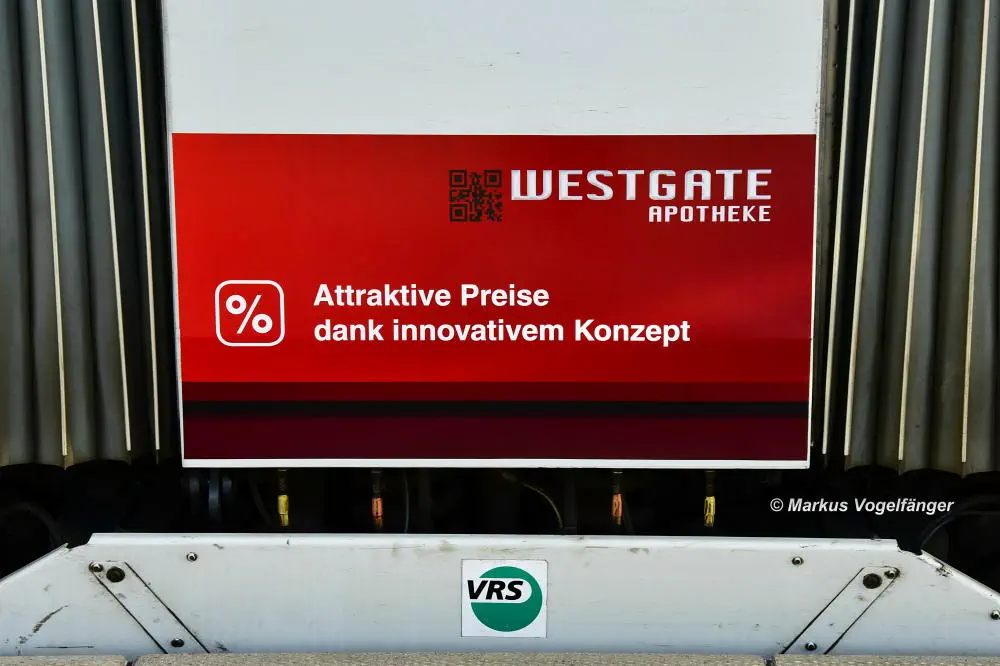 WESTGATE
APOTHEKE
%
Attraktive Preise
dank innovativem Konzept
© Markus Vogelfänger
VRS